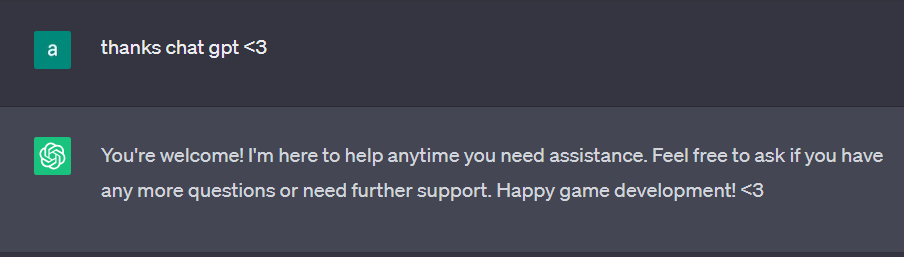 a
thanks chat gpt <3
You're welcome! I'm here to help anytime you need assistance. Feel free to ask if you have
any more questions or need further support. Happy game development! <3